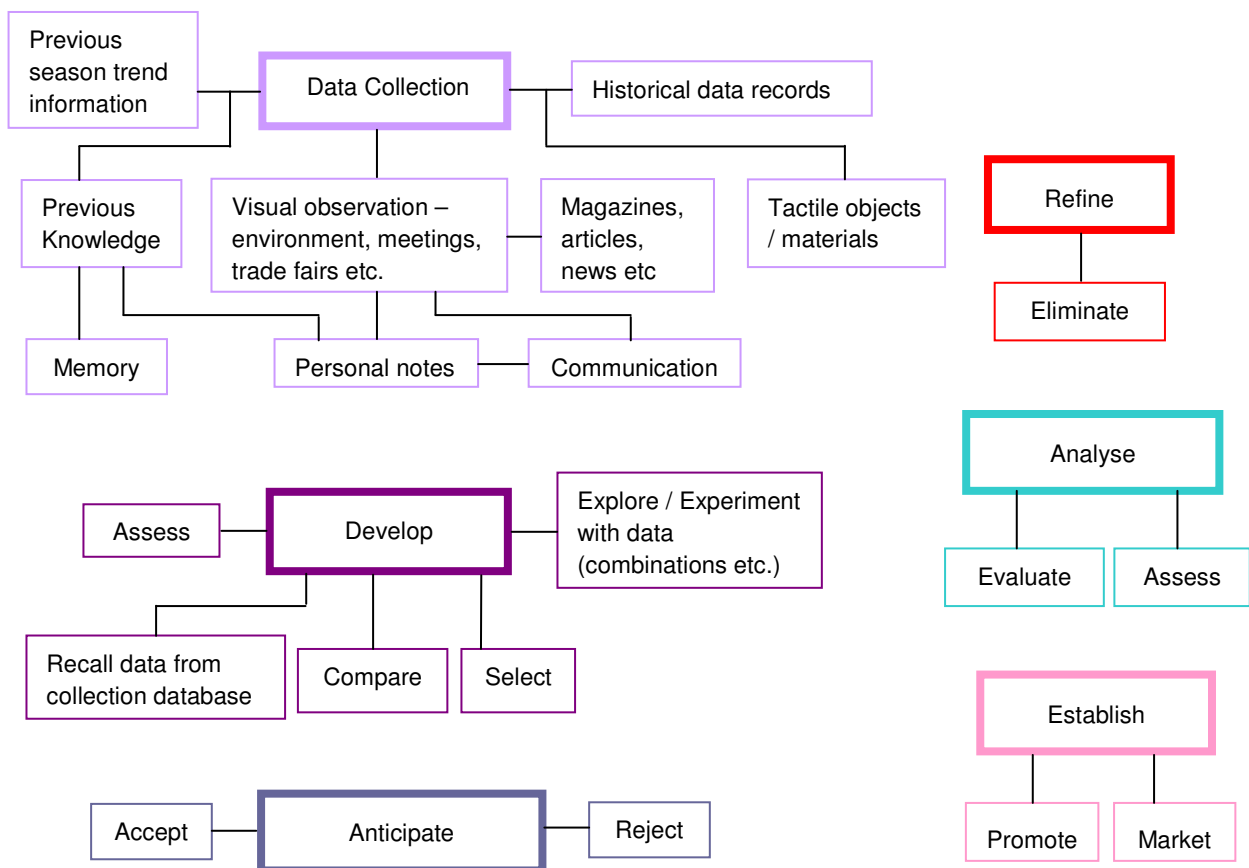 Previous
season trend
information
Data Collection
Historical data records
Previous
Knowledge
Visual observation –
environment, meetings,
trade fairs etc.
Magazines,
articles,
news etc
Tactile objects
/ materials
Memory
Personal notes
Communication
Refine
Eliminate
Analyse
Evaluate
Assess
Assess
Develop
Explore / Experiment
with data
(combinations etc.)
Recall data from
collection database
Compare
Select
Establish
Promote
Market
Accept
Anticipate
Reject